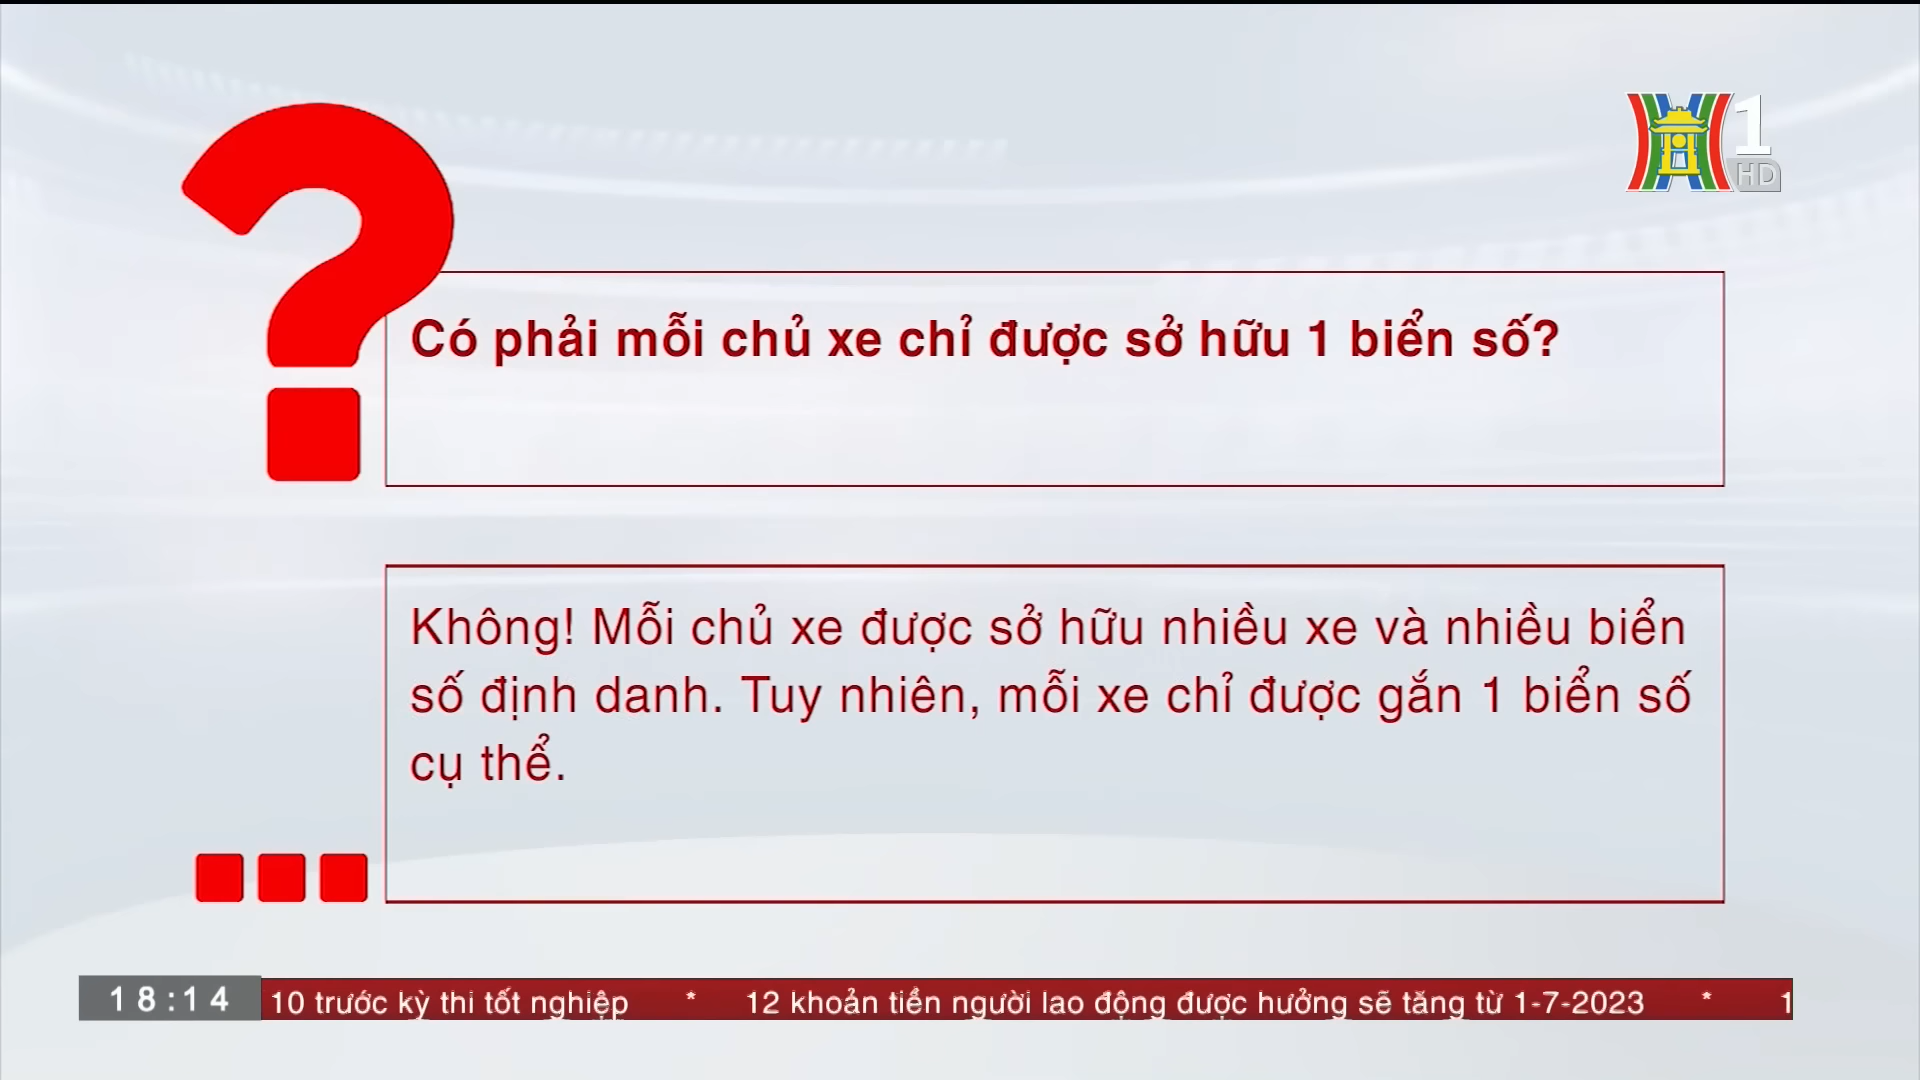 1
HD
Có phải mỗi chủ xe chỉ được sở hữu 1 biển số?
Không! Mỗi chủ xe được sở hữu nhiều xe và nhiều biển
số định danh. Tuy nhiên, mỗi xe chỉ được gắn 1 biển số
cụ thể.
18:14
10 trước kỳ thi tốt nghiệp * 12 khoản tiền người lao động được hưởng sẽ tăng từ 1-7-2023 * 1